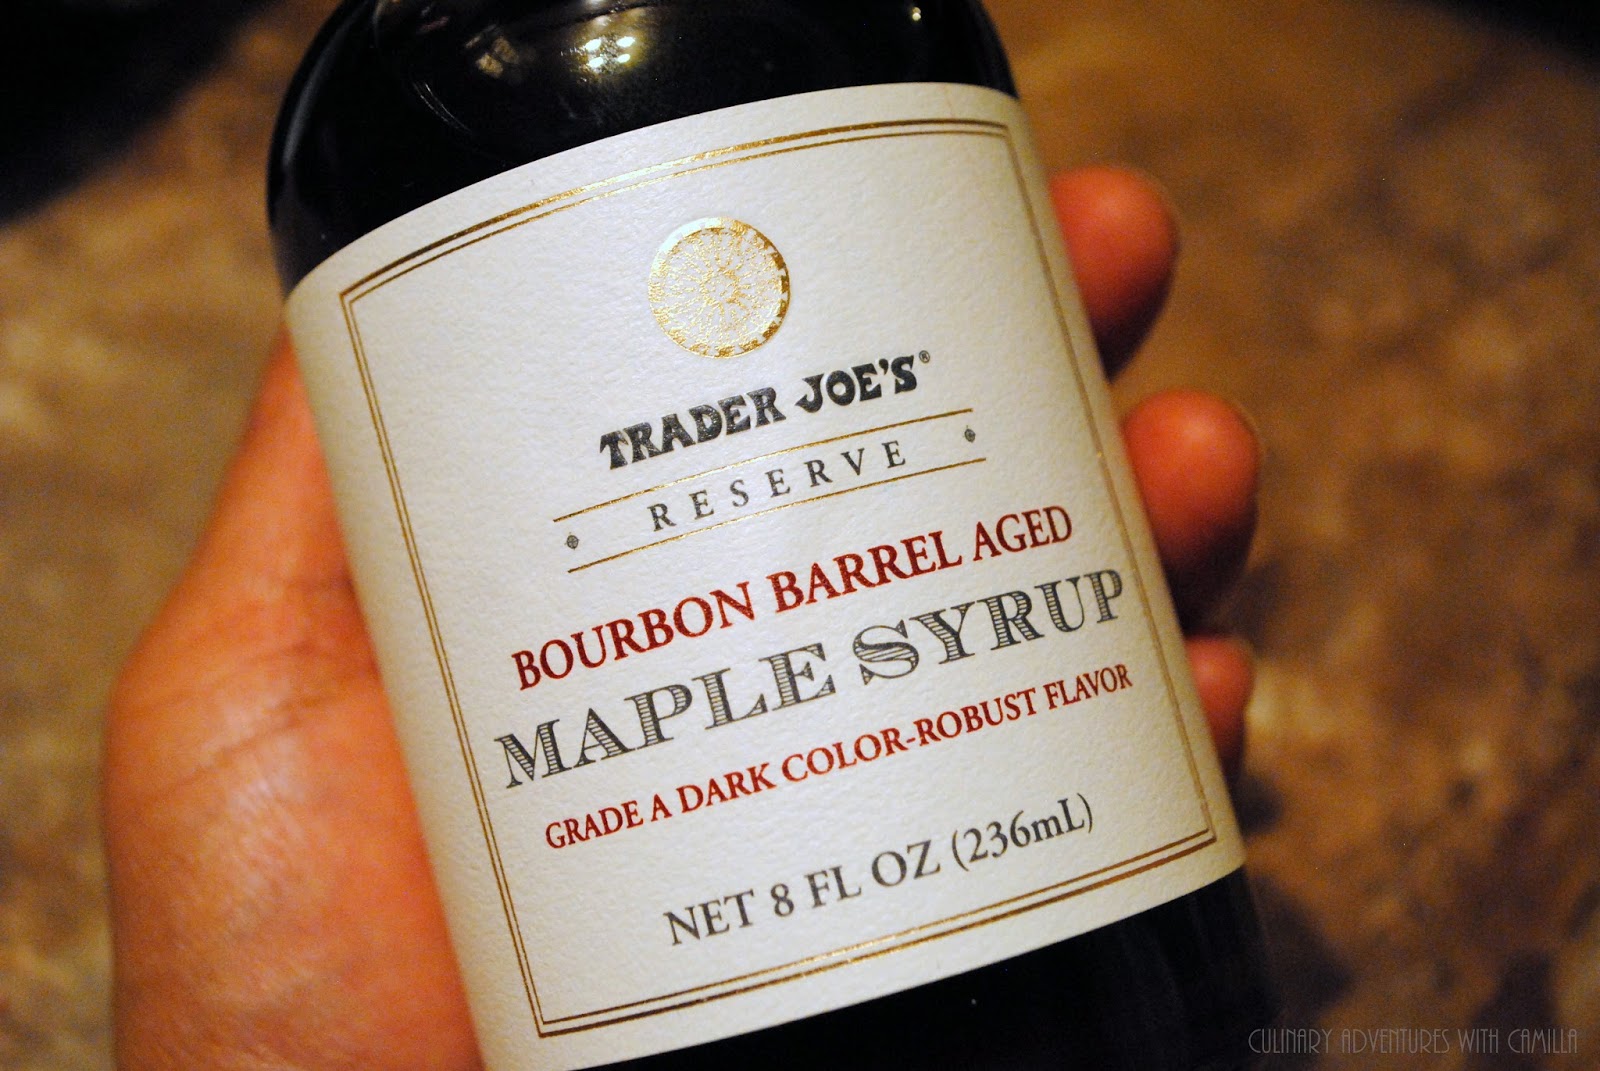 TRADER JOE'S®
RESERVE
BOURBON BARREL AGED
MAPLE SYRUP
GRADE A DARK COLOR-ROBUST FLAVOR
NET 8 FL OZ (236mL)
CULINARY ADVENTURES WITH CAMILLA